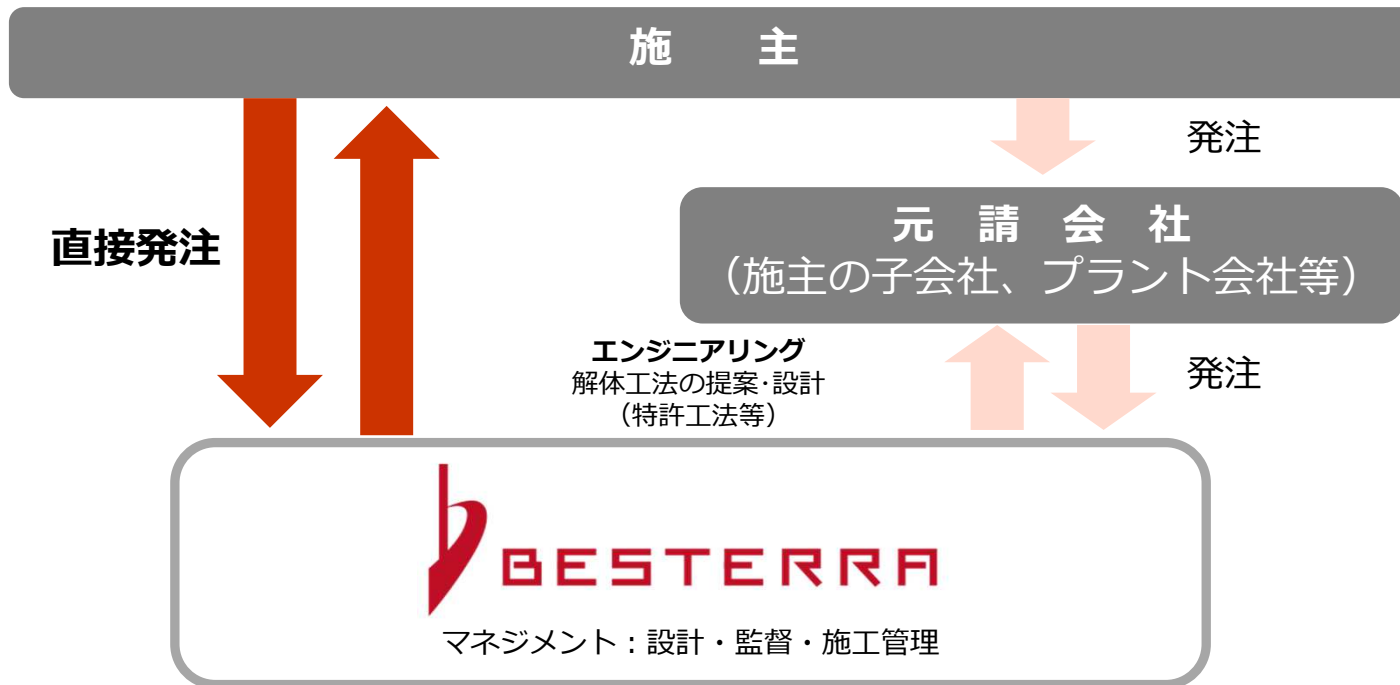 施 主
発注
直接発注
元 請 会 社
（施主の子会社、プラント会社等）
エンジニアリング
解体工法の提案・設計
（特許工法等）
発注
BESTERRA
マネジメント：設計・監督・施工管理